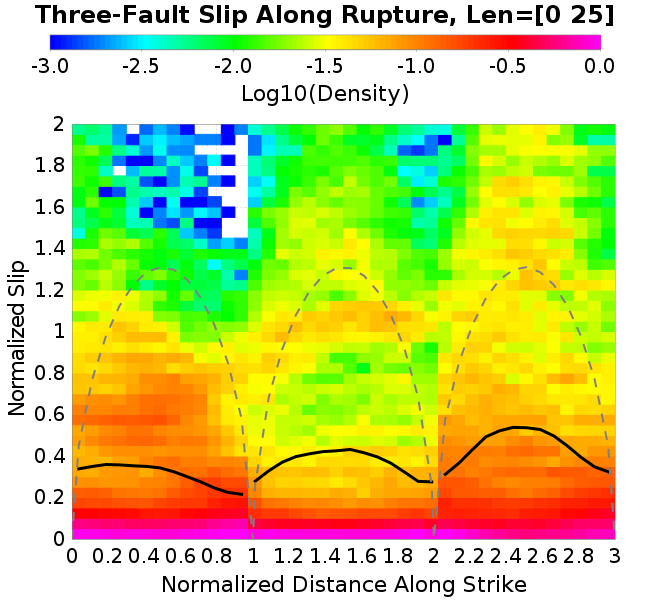 Three-Fault Slip Along Rupture, Len=[0 25]
-3.0 -2.5 -2.0 -1.5 -1.0 -0.5 0.0
Log10(Density)
2
1.8
1.6
1.4
1.2
1
0.8
0.6
0.4
0.2
0
Normalized Slip
0 0.2 0.4 0.6 0.8 1 1.2 1.4 1.6 1.8 2 2.2 2.4 2.6 2.8 3
Normalized Distance Along Strike